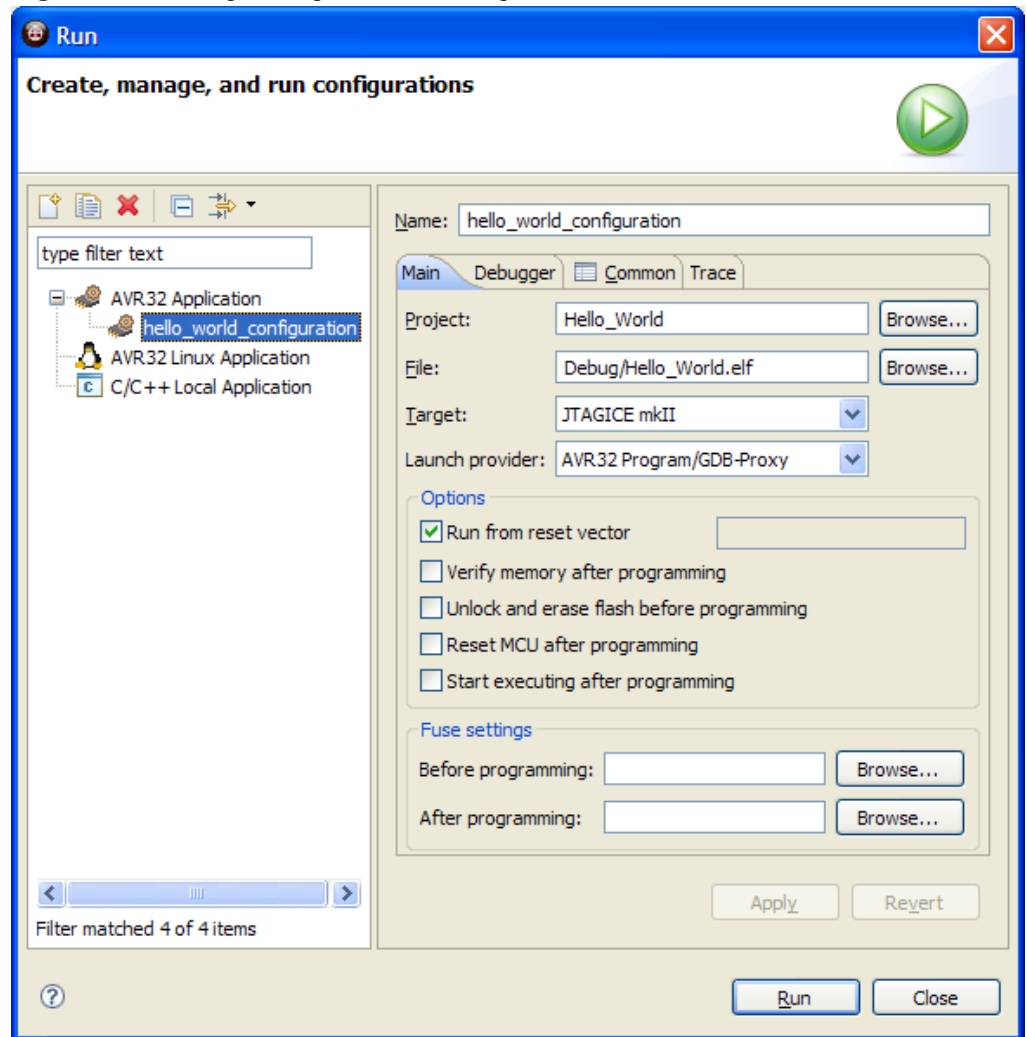 Run
Create, manage, and run configurations
type filter text
AVR32 Application
hello_world_configuration
AVR32 Linux Application
C/C++ Local Application
Filter matched 4 of 4 items
Name: hello_world_configuration
Main Debugger Common Trace
Project: Hello_World Browse...
File: Debug/Hello_World.elf Browse...
Target: JTAGICE mkII
Launch provider: AVR32 Program/GDB-Proxy
Options
Run from reset vector
Verify memory after programming
Unlock and erase flash before programming
Reset MCU after programming
Start executing after programming
Fuse settings
Before programming: Browse...
After programming: Browse...
Apply Revert
Run Close